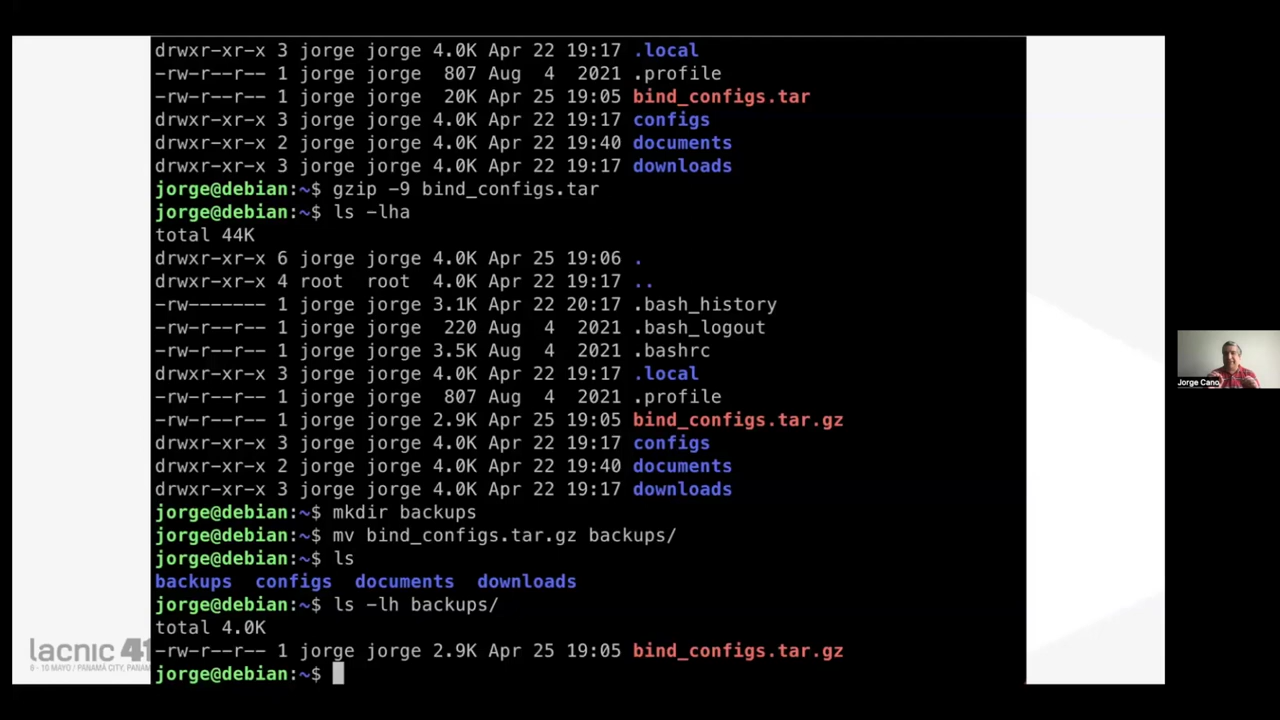 drwxr-xr-x 3 jorge jorge 4.0K Apr 22 19:17 .local
-rw-r--r-- 1 jorge jorge  807 Aug  4  2021 .profile
-rw-r--r-- 1 jorge jorge  20K Apr 25 19:05 bind_configs.tar
drwxr-xr-x 3 jorge jorge 4.0K Apr 22 19:17 configs
drwxr-xr-x 2 jorge jorge 4.0K Apr 22 19:40 documents
drwxr-xr-x 3 jorge jorge 4.0K Apr 22 19:17 downloads
jorge@debian:~$ gzip -9 bind_configs.tar
jorge@debian:~$ ls -lha
total 44K
drwxr-xr-x 6 jorge jorge 4.0K Apr 25 19:06 .
drwxr-xr-x 4 root  root  4.0K Apr 22 19:17 ..
-rw------- 1 jorge jorge 3.1K Apr 22 20:17 .bash_history
-rw-r--r-- 1 jorge jorge  220 Aug  4  2021 .bash_logout
-rw-r--r-- 1 jorge jorge 3.5K Aug  4  2021 .bashrc
drwxr-xr-x 3 jorge jorge 4.0K Apr 22 19:17 .local
-rw-r--r-- 1 jorge jorge  807 Aug  4  2021 .profile
-rw-r--r-- 1 jorge jorge 2.9K Apr 25 19:05 bind_configs.tar.gz
drwxr-xr-x 3 jorge jorge 4.0K Apr 22 19:17 configs
drwxr-xr-x 2 jorge jorge 4.0K Apr 22 19:40 documents
drwxr-xr-x 3 jorge jorge 4.0K Apr 22 19:17 downloads
jorge@debian:~$ mkdir backups
jorge@debian:~$ mv bind_configs.tar.gz backups/
jorge@debian:~$ ls
backups  configs  documents  downloads
jorge@debian:~$ ls -lh backups/
total 4.0K
-rw-r--r-- 1 jorge jorge 2.9K Apr 25 19:05 bind_configs.tar.gz
jorge@debian:~$
lacnic 41
- 10 MAYO / PANAMÁ CITY, PANAM
Jorge Cano